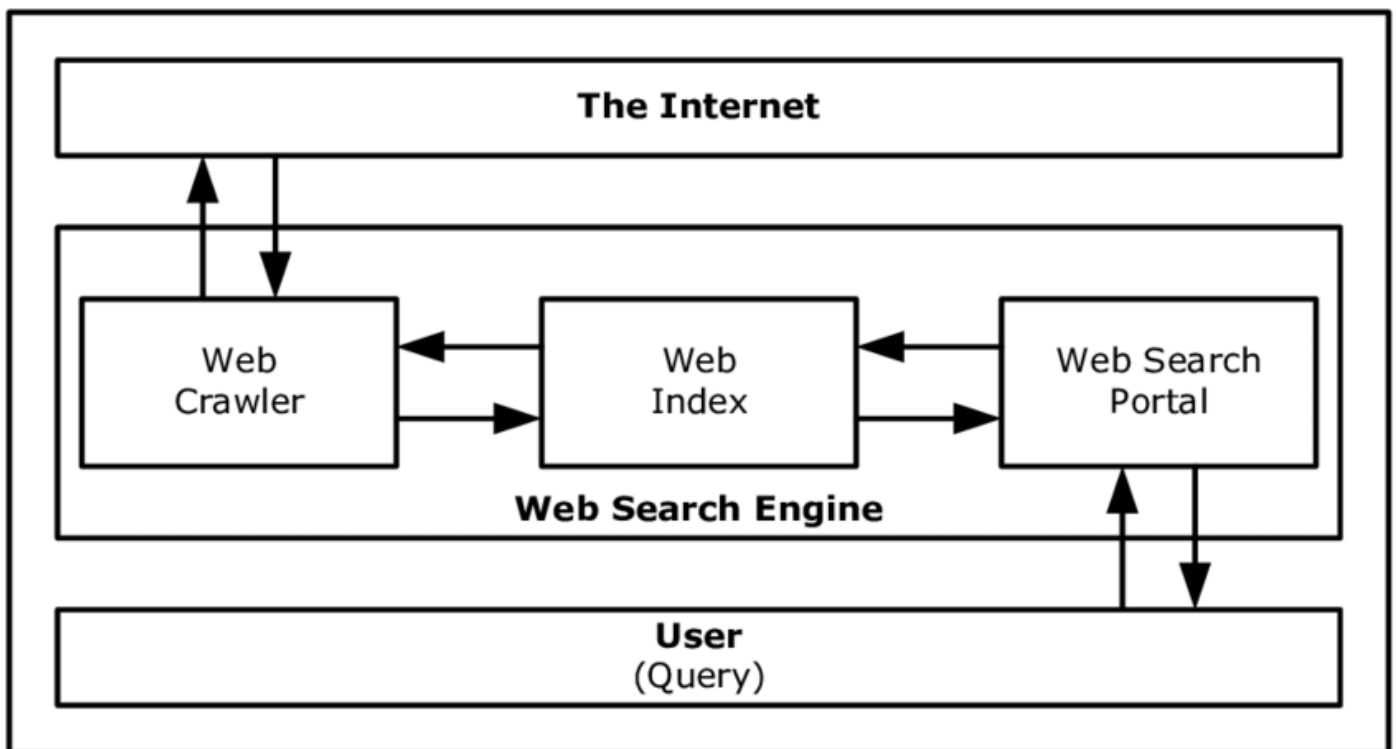 The Internet
Web
Crawler
Web
Index
Web Search
Portal
Web Search Engine
User
(Query)